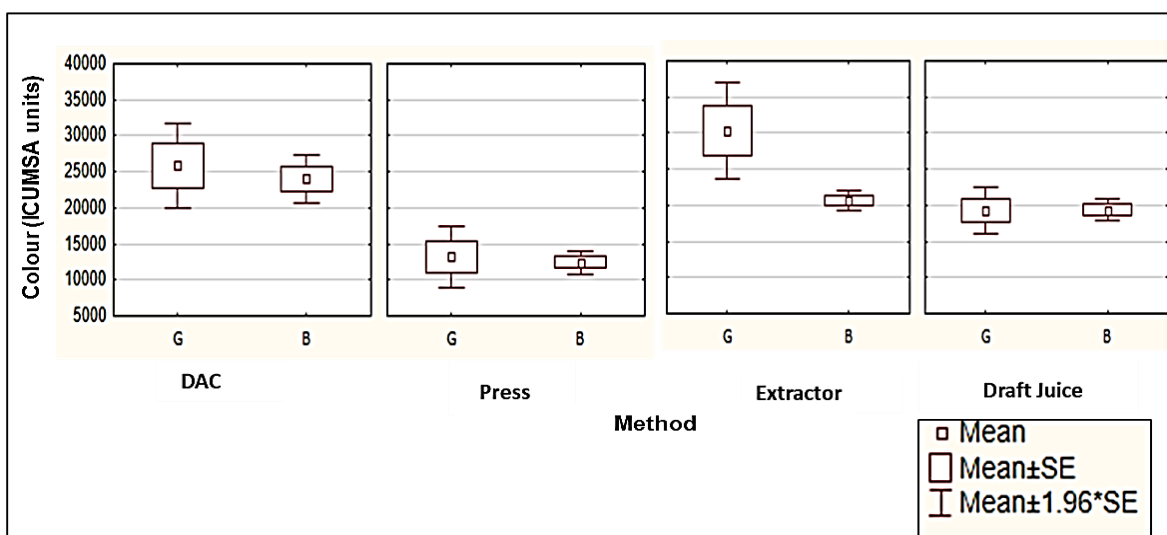 Colour (ICUMSA units)
40000
35000
30000
25000
20000
15000
10000
5000
G B G B G B G B
DAC Press Extractor Draft Juice
Method
Mean
Mean±SE
Mean±1.96*SE